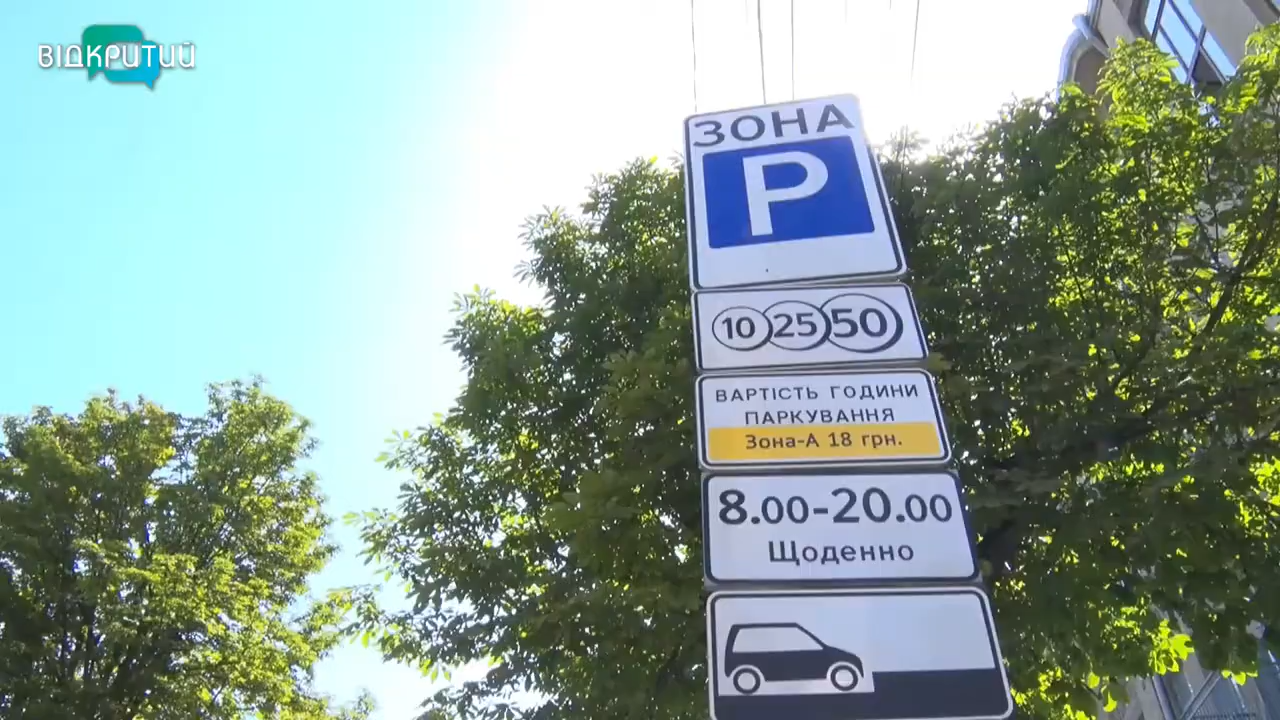 ВІДКРИТИЙ
ЗОНА
P
10 25 50
ВАРТІСТЬ ГОДИНИ
ПАРКУВАННЯ
Зона-А 18 грн.
8.00-20.00
Щоденно